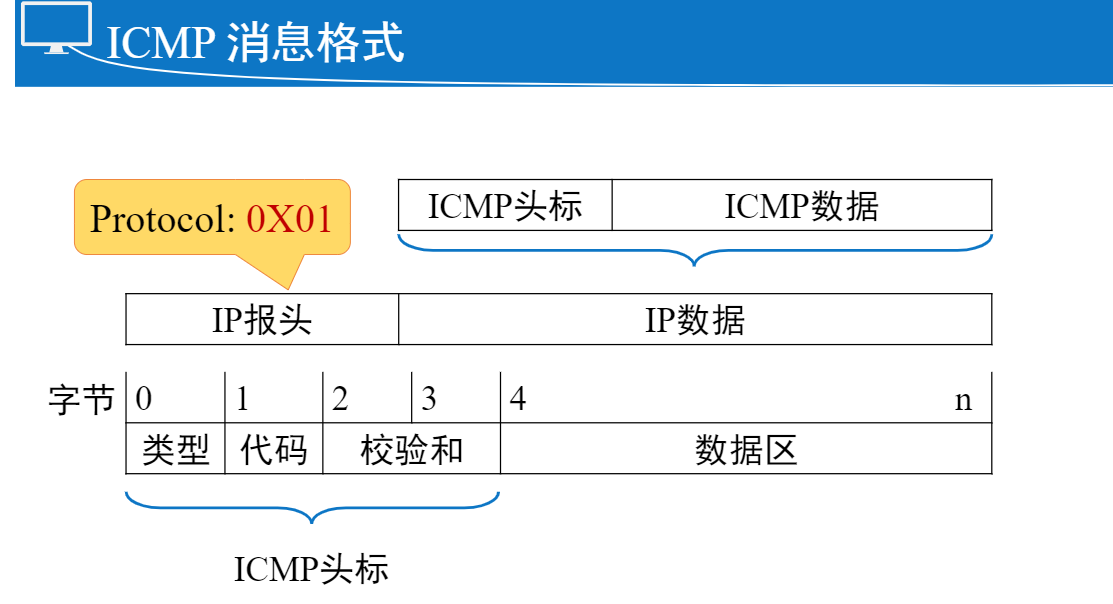 ICMP 消息格式
Protocol: 0X01
ICMP头标 ICMP数据
IP报头 IP数据
字节 0 1 2 3 4 n
类型 代码 校验和 数据区
ICMP头标